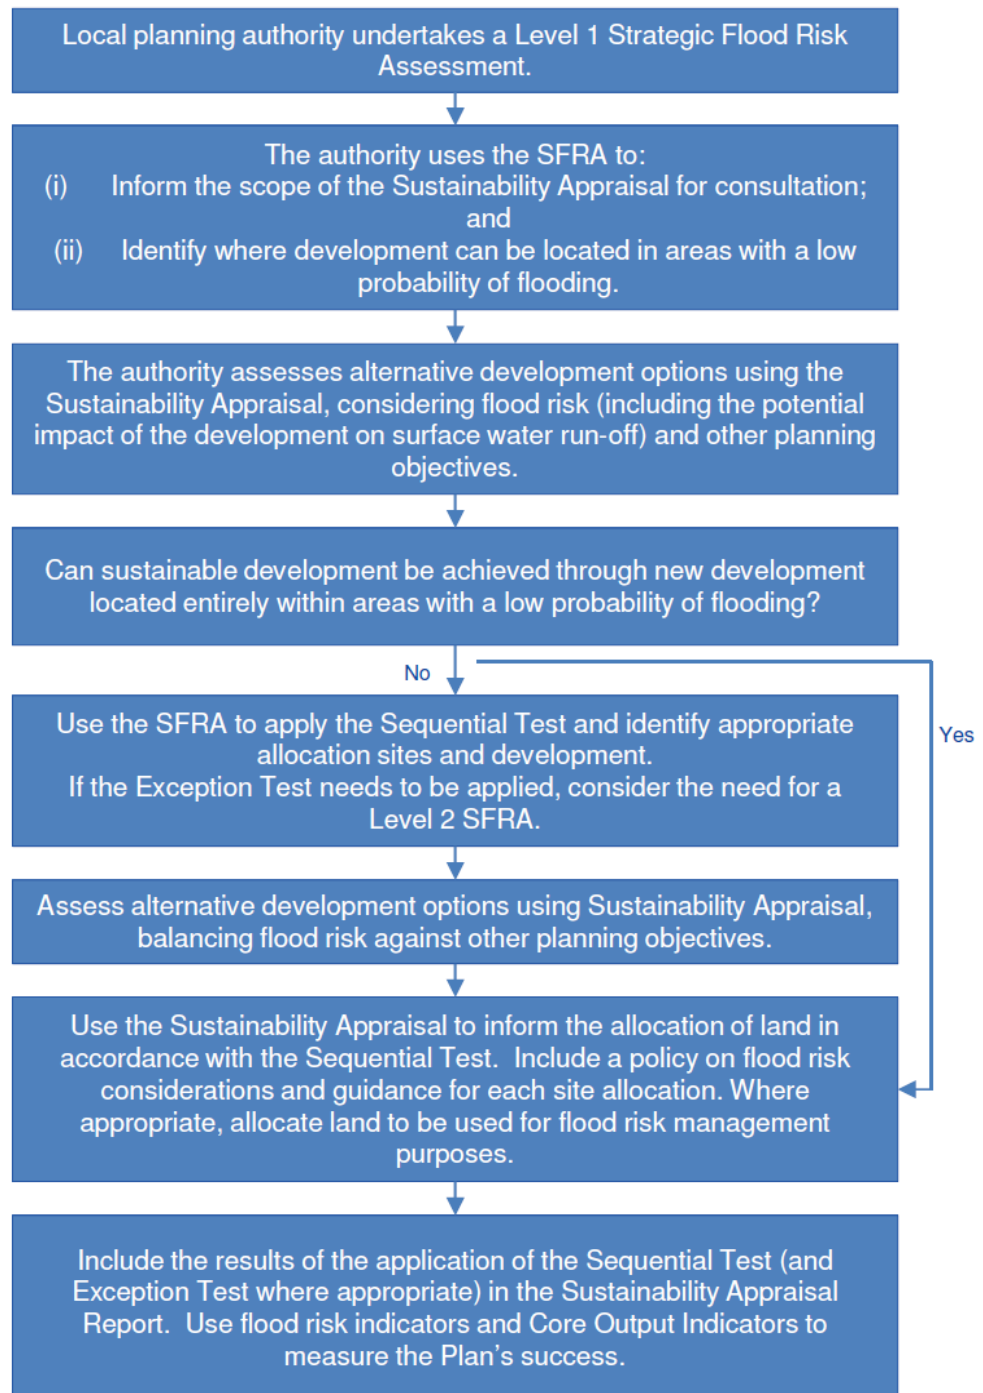 Local planning authority undertakes a Level 1 Strategic Flood Risk
Assessment.
The authority uses the SFRA to:
(i) Inform the scope of the Sustainability Appraisal for consultation;
and
(ii) Identify where development can be located in areas with a low
probability of flooding.
The authority assesses alternative development options using the
Sustainability Appraisal, considering flood risk (including the potential
impact of the development on surface water run-off) and other planning
objectives.
Can sustainable development be achieved through new development
located entirely within areas with a low probability of flooding?
No
Yes
Use the SFRA to apply the Sequential Test and identify appropriate
allocation sites and development.
If the Exception Test needs to be applied, consider the need for a
Level 2 SFRA.
Assess alternative development options using Sustainability Appraisal,
balancing flood risk against other planning objectives.
Use the Sustainability Appraisal to inform the allocation of land in
accordance with the Sequential Test.  Include a policy on flood risk
considerations and guidance for each site allocation. Where
appropriate, allocate land to be used for flood risk management
purposes.
Include the results of the application of the Sequential Test (and
Exception Test where appropriate) in the Sustainability Appraisal
Report.  Use flood risk indicators and Core Output Indicators to
measure the Plan’s success.